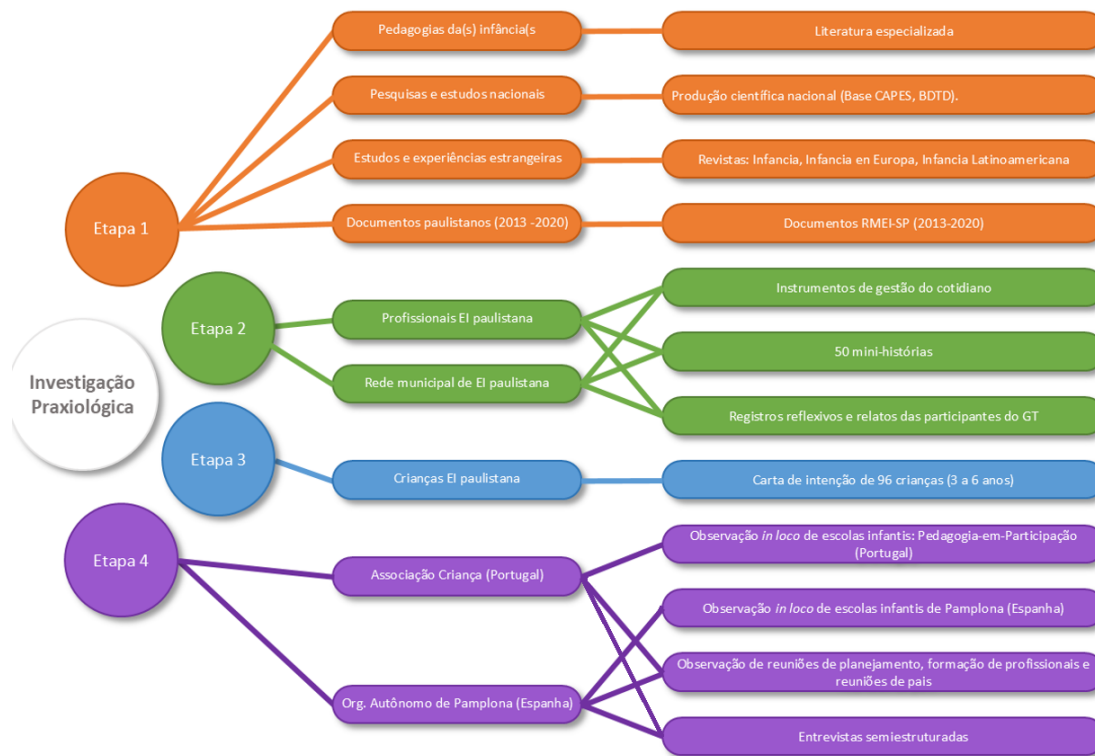 Pedagogias da(s) infância(s)
Literatura especializada
Pesquisas e estudos nacionais
Produção científica nacional (Base CAPES, BDTD).
Estudos e experiências estrangeiras
Revistas: Infancia, Infancia en Europa, Infancia Latinoamericana
Etapa 1
Documentos paulistanos (2013 -2020)
Documentos RMEI-SP (2013-2020)
Etapa 2
Profissionais EI paulistana
Instrumentos de gestão do cotidiano
50 mini-histórias
Rede municipal de EI paulistana
Registros reflexivos e relatos das participantes do GT
Investigação
Praxiológica
Etapa 3
Crianças EI paulistana
Carta de intenção de 96 crianças (3 a 6 anos)
Etapa 4
Associação Criança (Portugal)
Observação in loco de escolas infantis: Pedagogia-em-Participação
(Portugal)
Observação in loco de escolas infantis de Pamplona (Espanha)
Org. Autônomo de Pamplona (Espanha)
Observação de reuniões de planejamento, formação de profissionais e
reuniões de pais
Entrevistas semiestruturadas